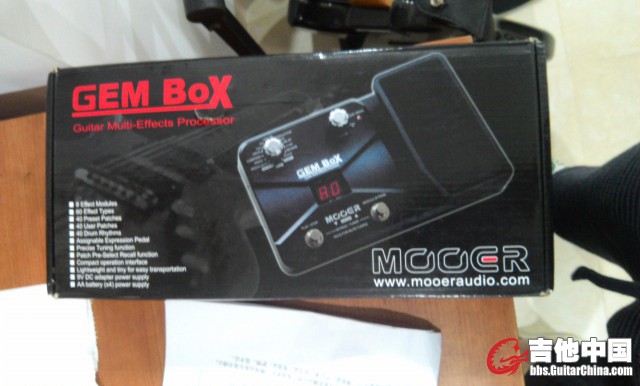 GEM BoX
Guitar Multi-Effects Processor
9 Effect Modules
60 Effect Types
40 Preset Patches
40 User Patches
40 Drum Rhythms
Assignable Expression Pedal
Precise Tuning function
Patch Pre-Select Recall function
Compact operation interface
Lightweight and tiny for easy transportation
9V DC adapter power supply
AA battery (x4) power supply
GEM BoX
A0
MOOER
MOOER
www.mooeraudio.com
吉他中国
bbs.GuitarChina.com